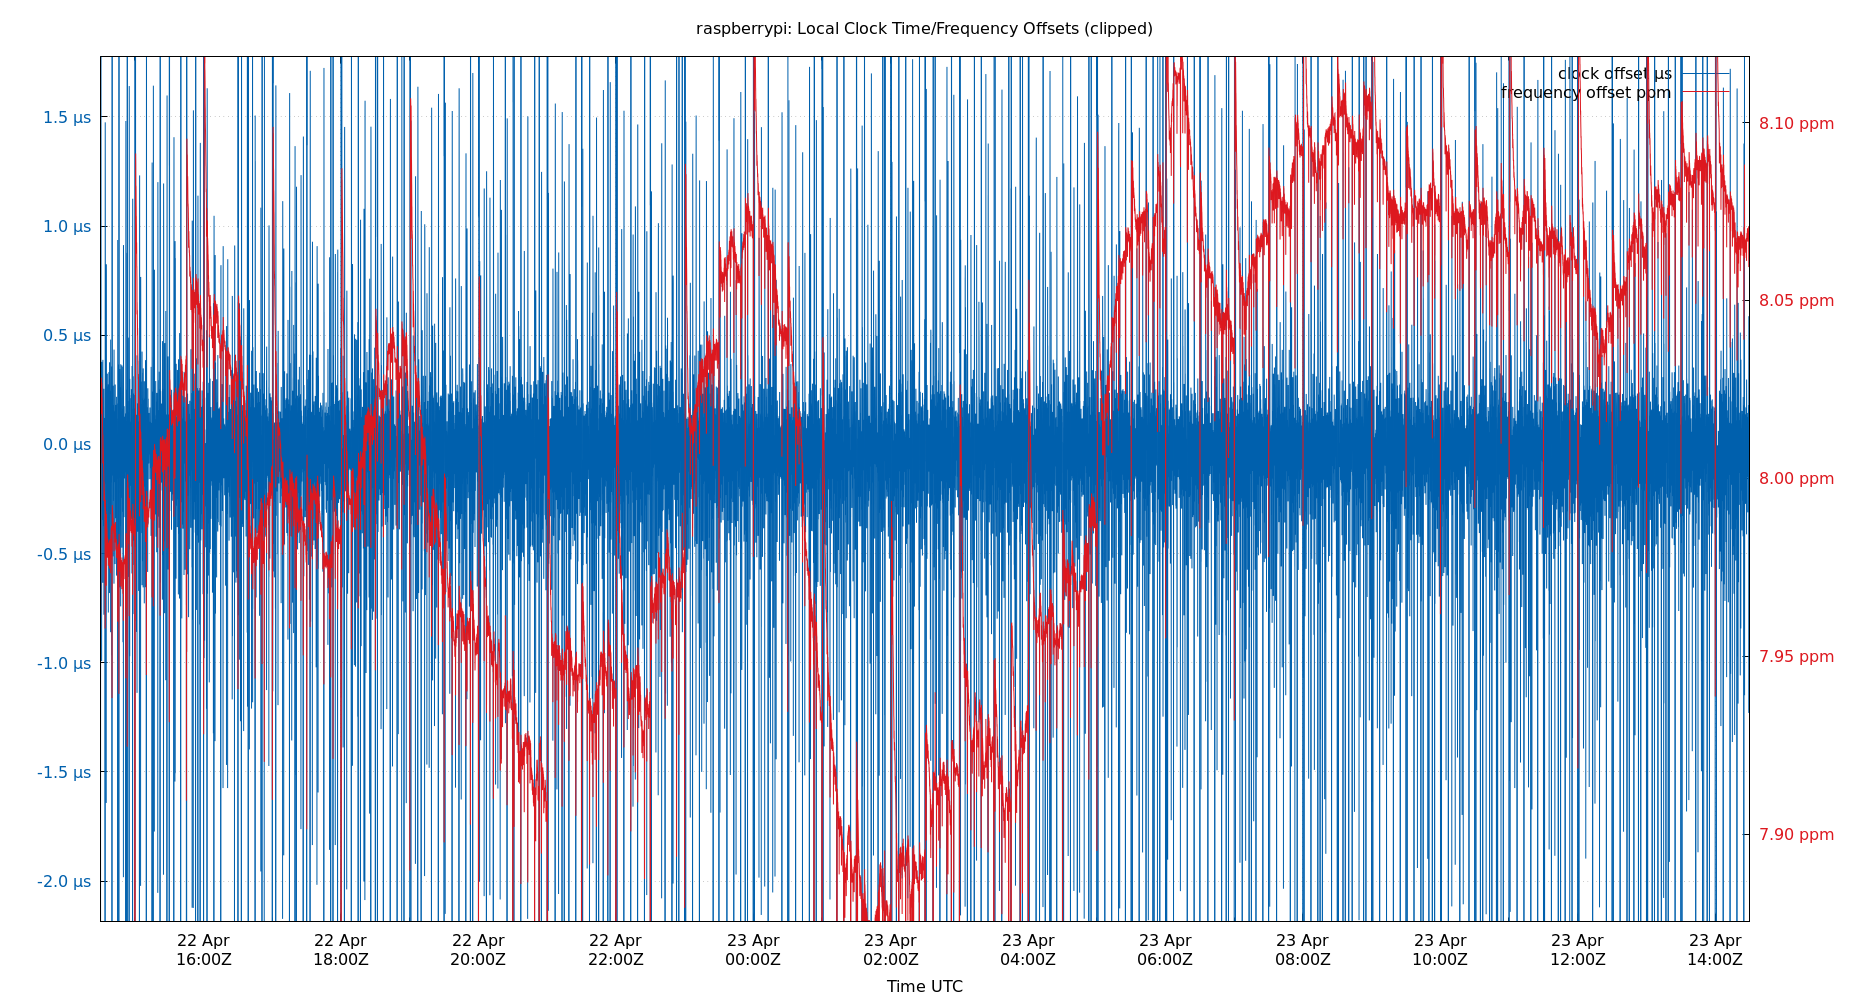 raspberrypi: Local Clock Time/Frequency Offsets (clipped)
clock offset µs
frequency offset ppm
1.5 µs
1.0 µs
0.5 µs
0.0 µs
-0.5 µs
-1.0 µs
-1.5 µs
-2.0 µs
8.10 ppm
8.05 ppm
8.00 ppm
7.95 ppm
7.90 ppm
22 Apr 22 Apr 22 Apr 22 Apr 23 Apr 23 Apr 23 Apr 23 Apr 23 Apr 23 Apr 23 Apr 23 Apr
16:00Z 18:00Z 20:00Z 22:00Z 00:00Z 02:00Z 04:00Z 06:00Z 08:00Z 10:00Z 12:00Z 14:00Z
Time UTC